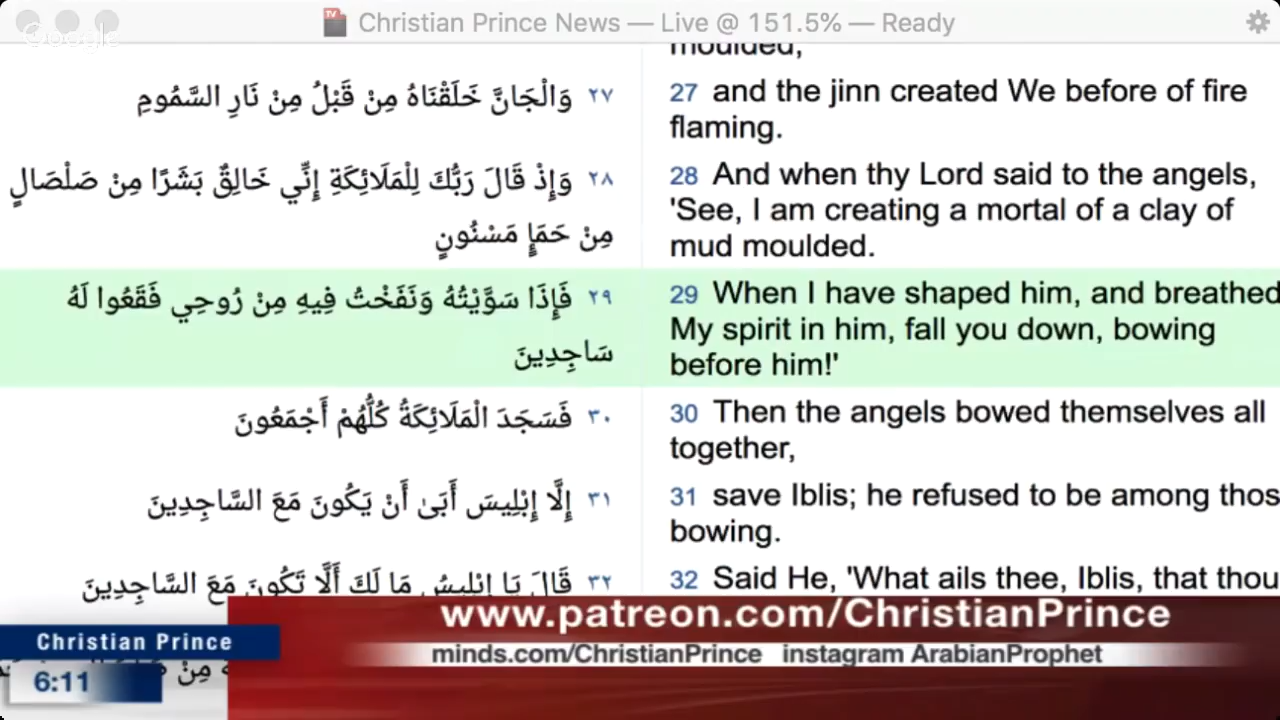 Google
Christian Prince News — Live @ 151.5% — Ready
moulded,
٢٧ وَالْجَانَّ خَلَقْنَاهُ مِنْ قَبْلُ مِنْ نَارِ السَّمُومِ
27 and the jinn created We before of fire
flaming.
٢٨ وَإِذْ قَالَ رَبُّكَ لِلْمَلَائِكَةِ إِنِّي خَالِقٌ بَشَرًا مِنْ صَلْصَالٍ
مِنْ حَمَإٍ مَسْنُونٍ
28 And when thy Lord said to the angels,
'See, I am creating a mortal of a clay of
mud moulded.
٢٩ فَإِذَا سَوَّيْتُهُ وَنَفَخْتُ فِيهِ مِنْ رُوحِي فَقَعُوا لَهُ
سَاجِدِينَ
29 When I have shaped him, and breathed
My spirit in him, fall you down, bowing
before him!'
٣٠ فَسَجَدَ الْمَلَائِكَةُ كُلُّهُمْ أَجْمَعُونَ
30 Then the angels bowed themselves all
together,
٣١ إِلَّا إِبْلِيسَ أَبَىٰ أَنْ يَكُونَ مَعَ السَّاجِدِينَ
31 save Iblis; he refused to be among thos
bowing.
٣٢ قَالَ يَا إِبْلِيسُ مَا لَكَ أَلَّا تَكُونَ مَعَ السَّاجِدِينَ
32 Said He, 'What ails thee, Iblis, that thou
www.patreon.com/ChristianPrince
Christian Prince
minds.com/ChristianPrince instagram ArabianProphet
6:11